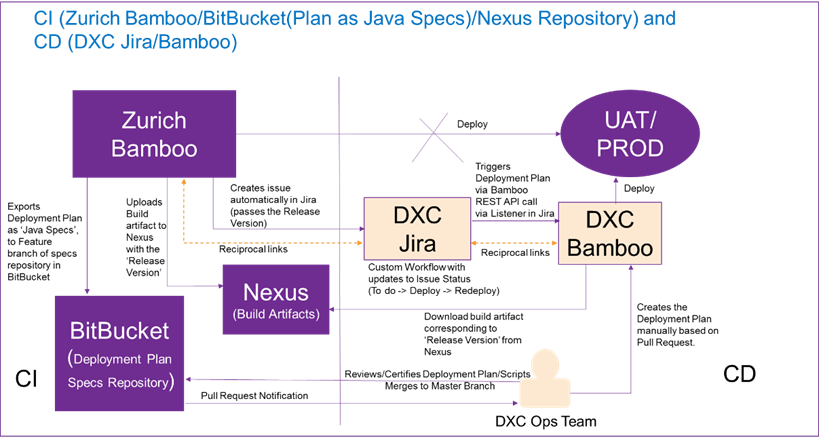 CI (Zurich Bamboo/BitBucket(Plan as Java Specs)/Nexus Repository) and
CD (DXC Jira/Bamboo)
Zurich
Bamboo
Deploy
UAT/
PROD
Exports
Deployment Plan
as ‘Java Specs’,
to Feature
branch of specs
repository in
BitBucket
Uploads
Build
artifact to
Nexus
with the
‘Release
Version’
Creates issue
automatically in Jira
(passes the Release
Version)
Triggers
Deployment Plan
via Bamboo
REST API call
via Listener in Jira
Deploy
DXC
Jira
DXC
Bamboo
Reciprocal links
Reciprocal links
Custom Workflow with
updates to Issue Status
(To do -> Deploy -> Redeploy)
Nexus
(Build Artifacts)
Download build artifact
corresponding to
‘Release Version’ from
Nexus
Creates the
Deployment Plan
manually based on
Pull Request.
BitBucket
(Deployment Plan
Specs Repository)
CI
Reviews/Certifies Deployment Plan/Scripts
Merges to Master Branch
CD
Pull Request Notification
DXC Ops Team